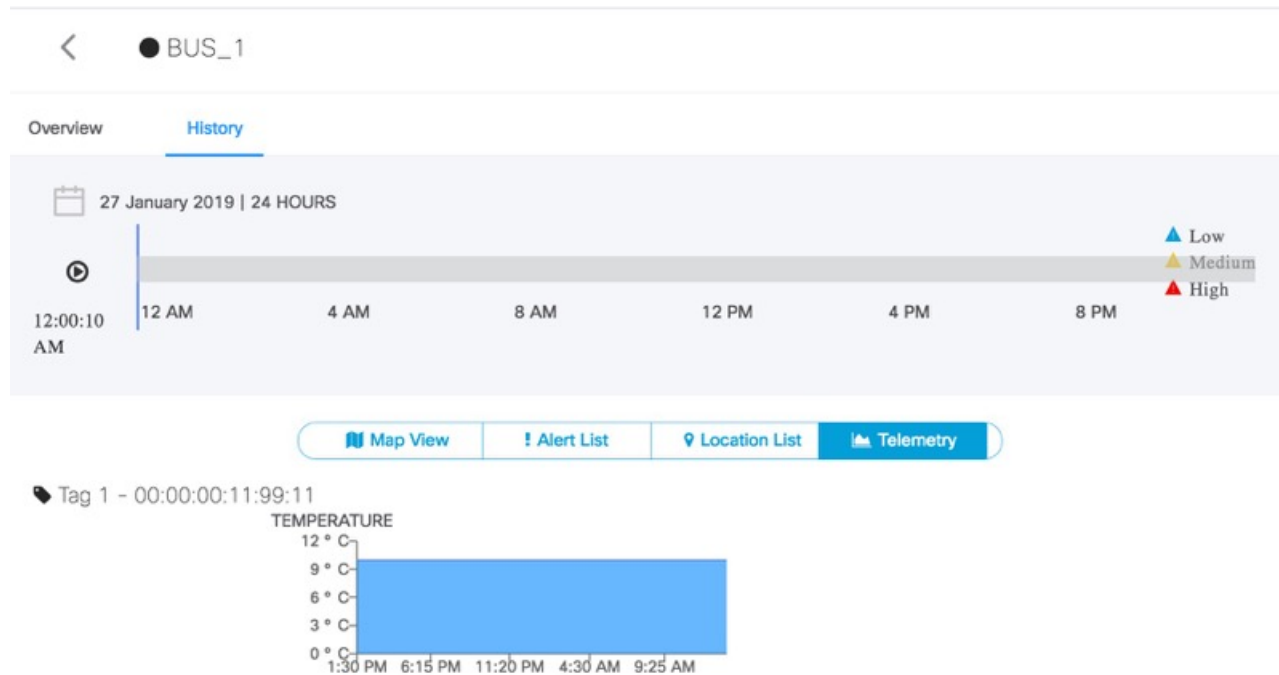 BUS_1
Overview History
27 January 2019 | 24 HOURS
Low
Medium
High
12:00:10 AM
12 AM 4 AM 8 AM 12 PM 4 PM 8 PM
Map View ! Alert List Location List Telemetry
Tag 1 - 00:00:00:11:99:11
TEMPERATURE
12 ° C
9 ° C
6 ° C
3 ° C
0 ° C
1:30 PM 6:15 PM 11:20 PM 4:30 AM 9:25 AM